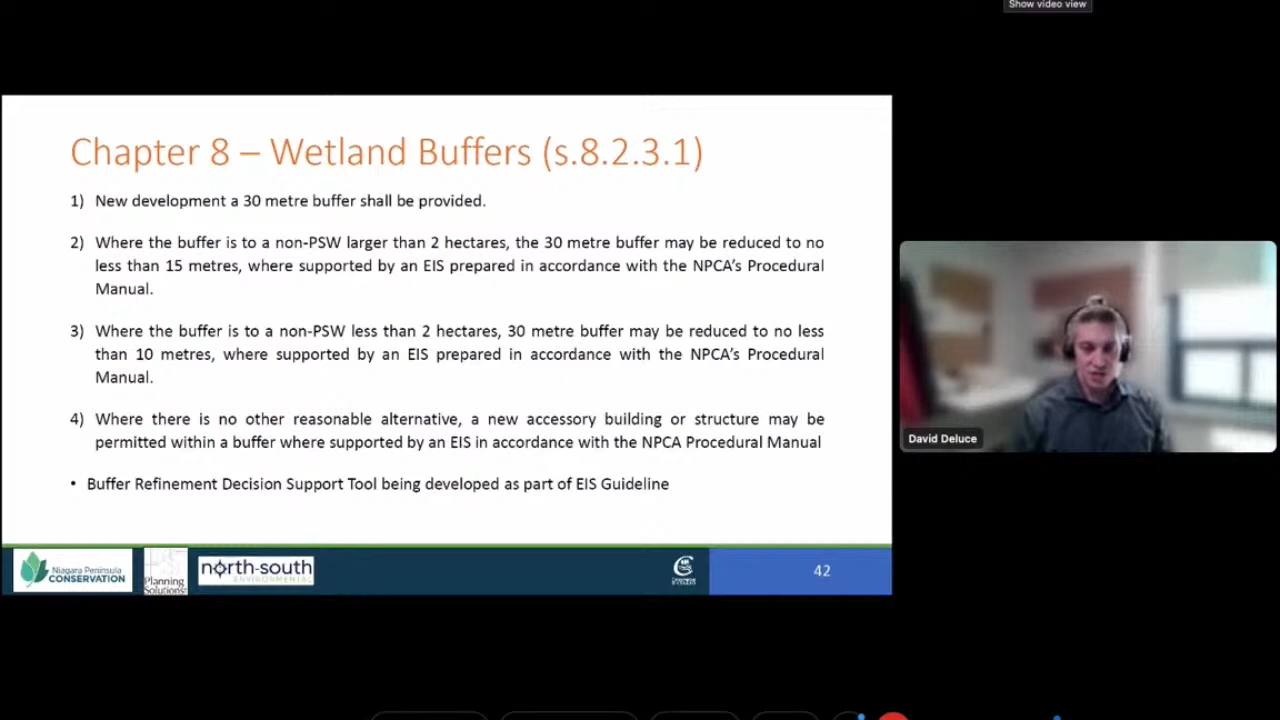 Show video view
Chapter 8 – Wetland Buffers (s.8.2.3.1)
1) New development a 30 metre buffer shall be provided.
2) Where the buffer is to a non-PSW larger than 2 hectares, the 30 metre buffer may be reduced to no
less than 15 metres, where supported by an EIS prepared in accordance with the NPCA’s Procedural
Manual.
3) Where the buffer is to a non-PSW less than 2 hectares, 30 metre buffer may be reduced to no less
than 10 metres, where supported by an EIS prepared in accordance with the NPCA’s Procedural
Manual.
4) Where there is no other reasonable alternative, a new accessory building or structure may be
permitted within a buffer where supported by an EIS in accordance with the NPCA Procedural Manual
• Buffer Refinement Decision Support Tool being developed as part of EIS Guideline
David Deluce
Niagara Peninsula
CONSERVATION
Planning
Solutions
north-south
ENVIRONMENTAL
42